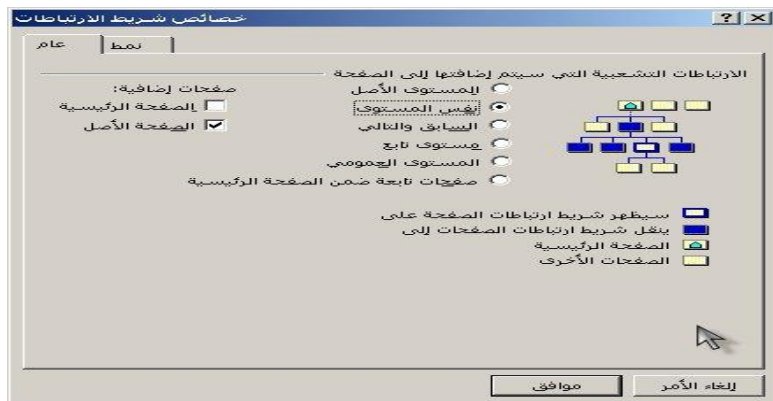 خصائص شريط الارتباطات
عام
نمط
الارتباطات التشعبية التي سيتم إضافتها إلى الصفحة
المستوى الأصل
نفس المستوى
السابق والتالي
مستوى تابع
المستوى العمومي
صفحات تابعة ضمن الصفحة الرئيسية
صفحات إضافية:
الصفحة الرئيسية
الصفحة الأصل
سيظهر شريط ارتباطات الصفحة على
ينقل شريط ارتباطات الصفحات إلى
الصفحة الرئيسية
الصفحات الأخرى
موافق
إلغاء الأمر